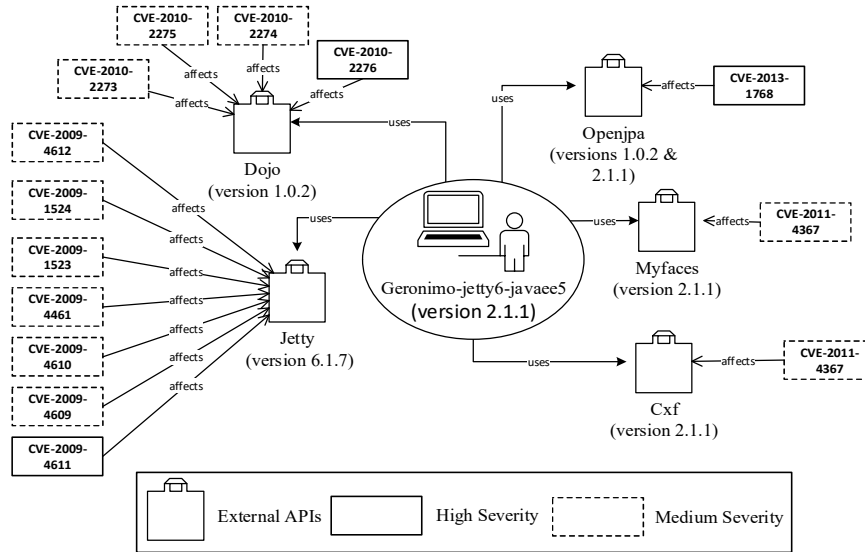 CVE-2010-
2275
CVE-2010-
2274
CVE-2010-
2276
CVE-2010-
2273
affects
affects
affects
affects
Dojo
(version 1.0.2)
uses
CVE-2009-
4612
CVE-2009-
1524
CVE-2009-
1523
CVE-2009-
4461
CVE-2009-
4610
CVE-2009-
4609
CVE-2009-
4611
affects
affects
affects
affects
affects
affects
affects
Jetty
(version 6.1.7)
uses
Geronimo-jetty6-javaee5
(version 2.1.1)
uses
Openjpa
(versions 1.0.2 &
2.1.1)
affects
CVE-2013-
1768
uses
Myfaces
(version 2.1.1)
affects
CVE-2011-
4367
uses
Cxf
(version 2.1.1)
affects
CVE-2011-
4367
External APIs
High Severity
Medium Severity